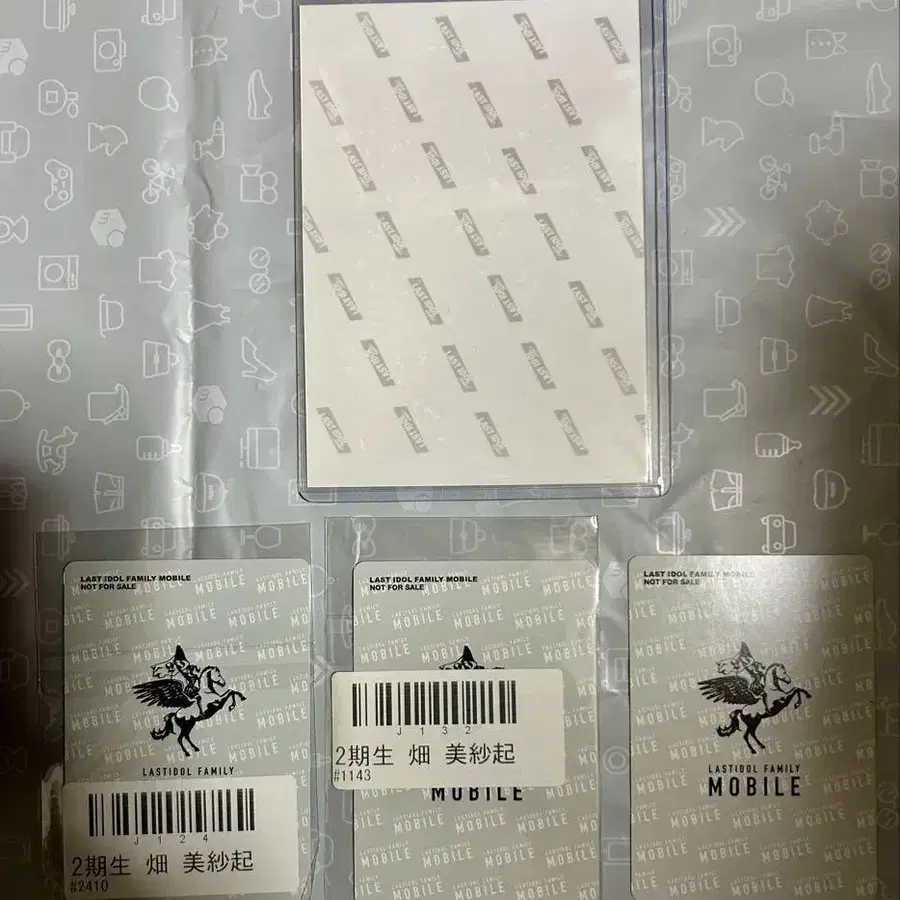 LAST IDOL
LAST IDOL FAMILY MOBILE
NOT FOR SALE
LASTIDOL FAMILY
J124
2期生 畑 美紗起
#2410
LAST IDOL FAMILY MOBILE
NOT FOR SALE
J132
2期生 畑 美紗起
#1143
MOBILE
LAST IDOL FAMILY MOBILE
NOT FOR SALE
LASTIDOL FAMILY
MOBILE